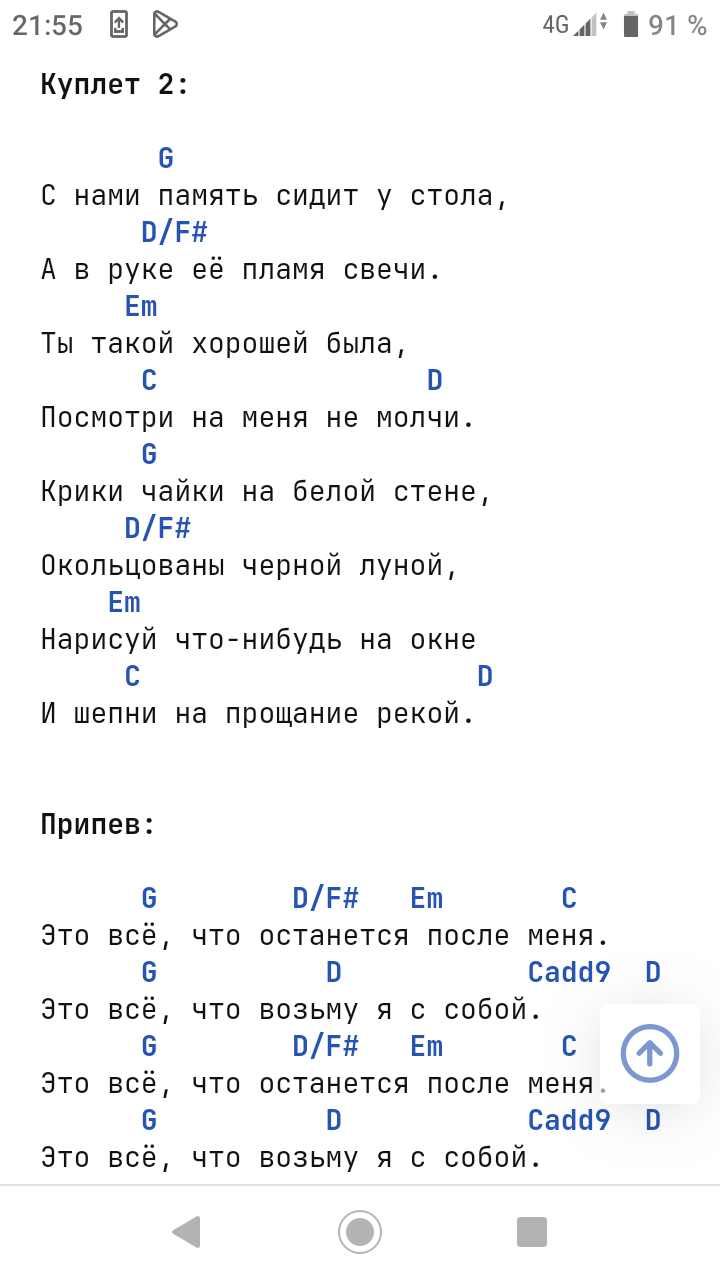 21:55 4G 91 %
Куплет 2:
G
С нами память сидит у стола,
D/F#
А в руке её пламя свечи.
Em
Ты такой хорошей была,
C D
Посмотри на меня не молчи.
G
Крики чайки на белой стене,
D/F#
Окольцованы черной луной,
Em
Нарисуй что-нибудь на окне
C D
И шепни на прощание рекой.
Припев:
G D/F# Em C
Это всё, что останется после меня.
G D Cadd9 D
Это всё, что возьму я с собой.
G D/F# Em C
Это всё, что останется после меня.
G D Cadd9 D
Это всё, что возьму я с собой.